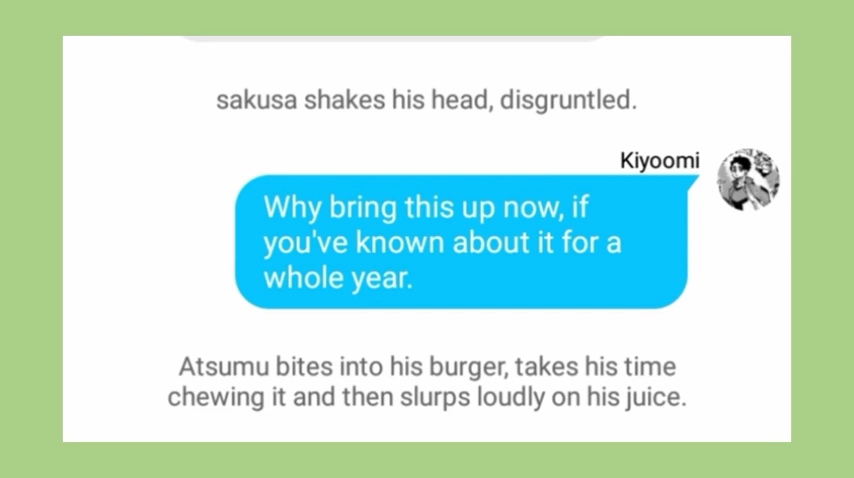 sakusa shakes his head, disgruntled.
Kiyoomi
Why bring this up now, if
you've known about it for a
whole year.
Atsumu bites into his burger, takes his time
chewing it and then slurps loudly on his juice.